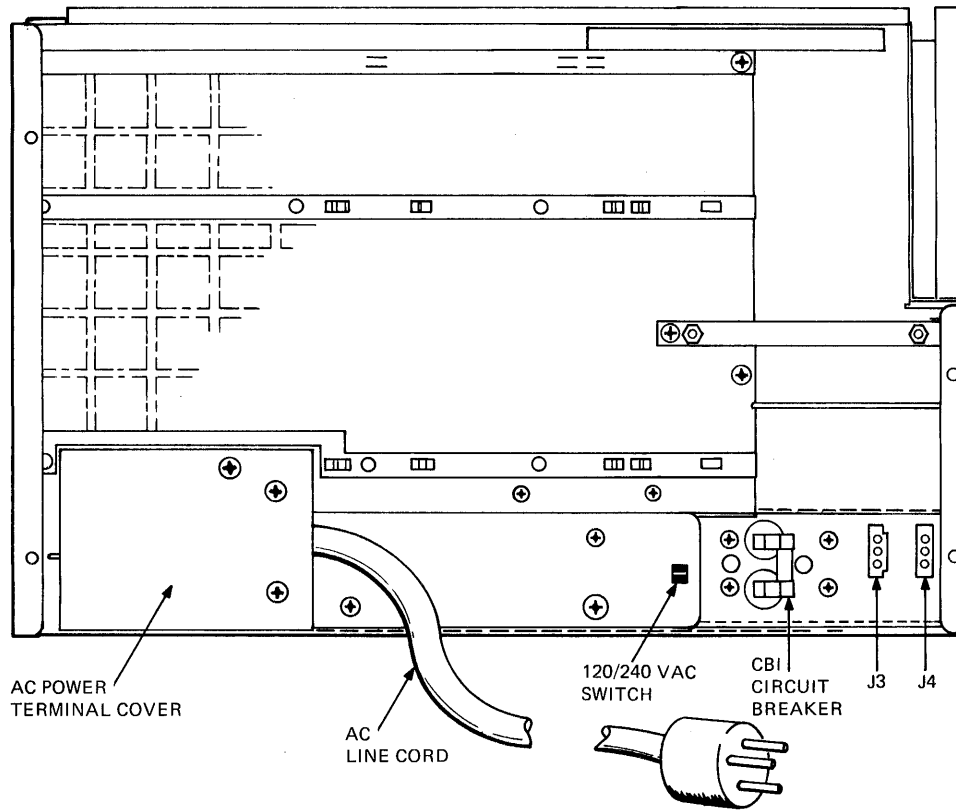 AC POWER
TERMINAL COVER
AC
LINE CORD
120/240 VAC
SWITCH
CBI
CIRCUIT
BREAKER
J3
J4